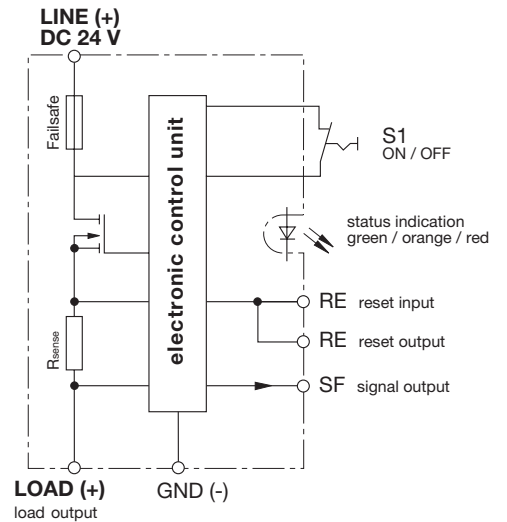 LINE (+)
DC 24 V
Failsafe
electronic control unit
S1
ON / OFF
status indication
green / orange / red
RE reset input
RE reset output
Rsense
SF signal output
LOAD (+)
GND (-)
load output